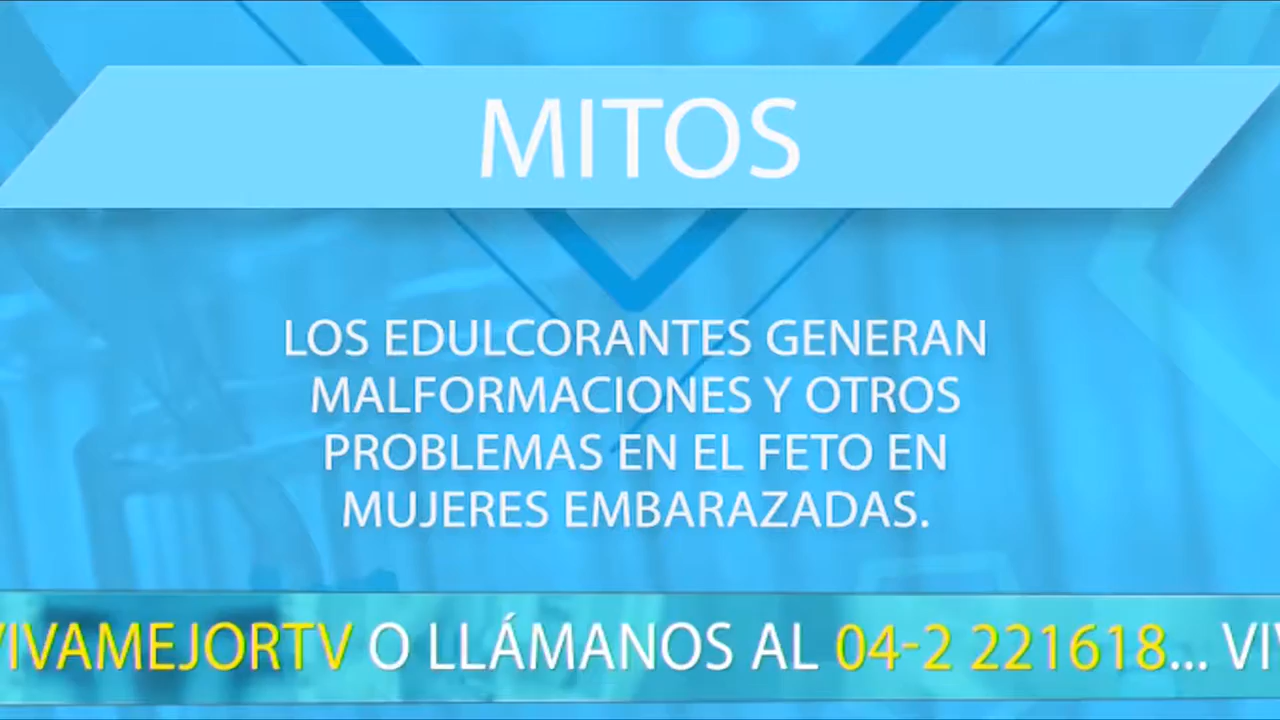 MITOS
LOS EDULCORANTES GENERAN
MALFORMACIONES Y OTROS
PROBLEMAS EN EL FETO EN
MUJERES EMBARAZADAS.
VIVAMEJORTV O LLÁMANOS AL 04-2 221618...